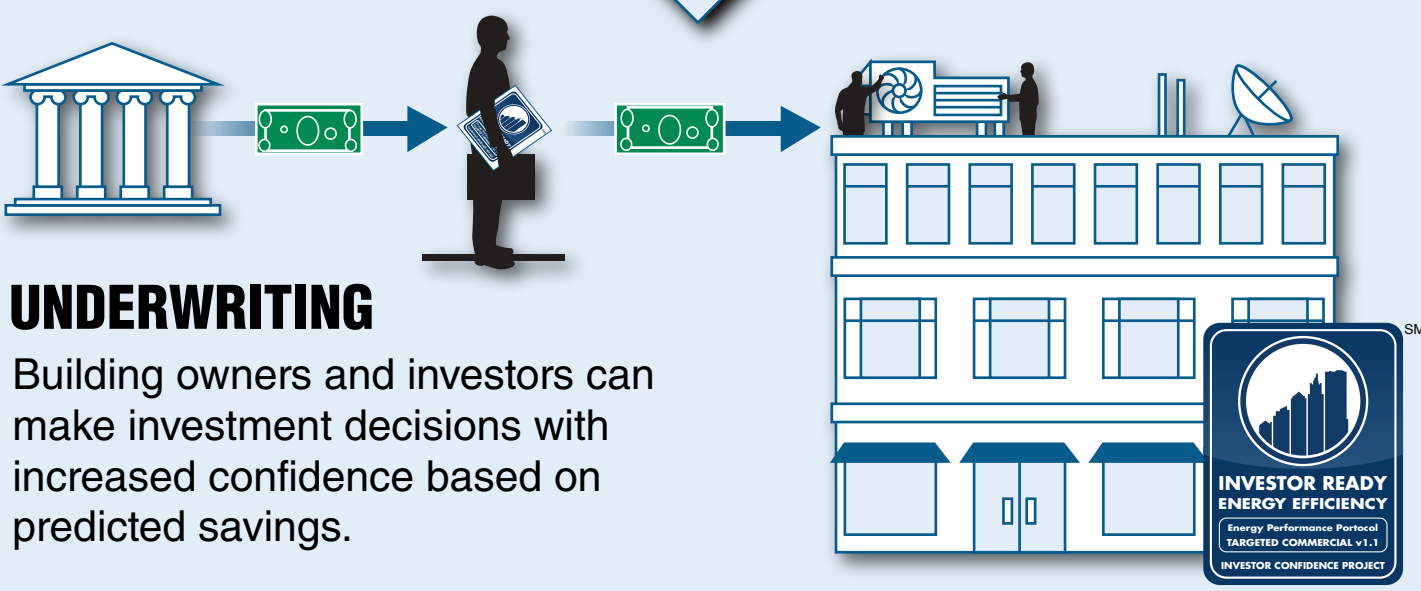 UNDERWRITING
Building owners and investors can
make investment decisions with
increased confidence based on
predicted savings.
SM
INVESTOR READY
ENERGY EFFICIENCY
Energy Performance Portocol
TARGETED COMMERCIAL v1.1
INVESTOR CONFIDENCE PROJECT